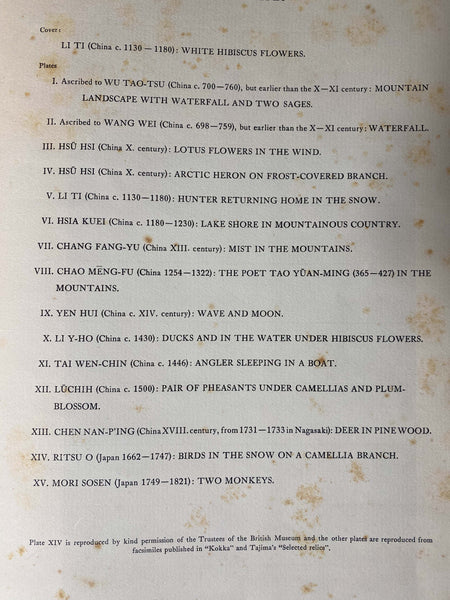 Cover:
LI TI (China c. 1130—1180): WHITE HIBISCUS FLOWERS.
Plates
I. Ascribed to WU TAO-TSU (China c. 700—760), but earlier than the X—XI century: MOUNTAIN
LANDSCAPE WITH WATERFALL AND TWO SAGES.
II. Ascribed to WANG WEI (China c. 698—759), but earlier than the X—XI century: WATERFALL.
III. HSÜ HSI (China X. century): LOTUS FLOWERS IN THE WIND.
IV. HSÜ HSI (China X. century): ARCTIC HERON ON FROST-COVERED BRANCH.
V. LI TI (China c. 1130—1180): HUNTER RETURNING HOME IN THE SNOW.
VI. HSIA KUEI (China c. 1180—1230): LAKE SHORE IN MOUNTAINOUS COUNTRY.
VII. CHANG FANG-YU (China XIII. century): MIST IN THE MOUNTAINS.
VIII. CHAO MËNG-FU (China 1254—1322): THE POET TAO YÜAN-MING (365—427) IN THE
MOUNTAINS.
IX. YEN HUI (China c. XIV. century): WAVE AND MOON.
X. LI Y-HO (China c. 1430): DUCKS AND IN THE WATER UNDER HIBISCUS FLOWERS.
XI. TAI WEN-CHIN (China c. 1446): ANGLER SLEEPING IN A BOAT.
XII. LÜCHIH (China c. 1500): PAIR OF PHEASANTS UNDER CAMELLIAS AND PLUM-
BLOSSOM.
XIII. CHEN NAN-P'ING (China XVIII. century, from 1731—1733 in Nagasaki): DEER IN PINE WOOD.
XIV. RITSU O (Japan 1662—1747): BIRDS IN THE SNOW ON A CAMELLIA BRANCH.
XV. MORI SOSEN (Japan 1749—1821): TWO MONKEYS.
Plate XIV is reproduced by kind permission of the Trustees of the British Museum and the other plates are reproduced from
facsimiles published in "Kokka" and Tajima's "Selected relics".